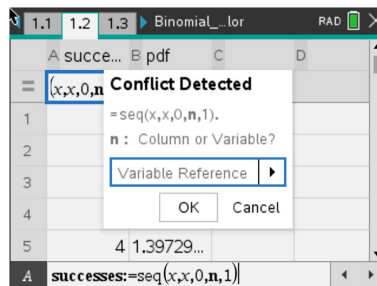 1.1 1.2 1.3 Binomial_...lor RAD
A succe... B pdf C D
= (x,x,0,n
1
2
3
4
5 4 1.39729...
Conflict Detected
=seq(x,x,0,n,1).
n : Column or Variable?
Variable Reference
OK Cancel
A successes:=seq(x,x,0,n,1)